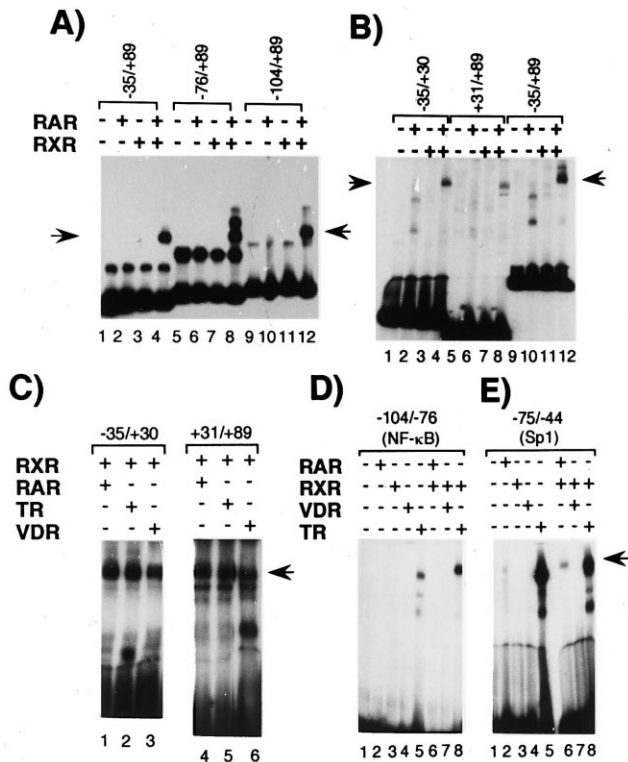 A)
-35/+89 -76/+89 -104/+89
RAR - + - + - + - + - + - +
RXR - - + + - - + + - - + +
1 2 3 4 5 6 7 8 9 10 11 12
B)
-35/+30 +31/+89 -35/+89
- + - + - + - + - + - +
- - + + - - + + - - + +
1 2 3 4 5 6 7 8 9 10 11 12
C)
-35/+30 +31/+89
RXR + + + + + +
RAR + - - + - -
TR - + - - + -
VDR - - + - - +
1 2 3 4 5 6
D)
-104/-76
(NF-κB)
RAR - + - - - + - -
RXR - - + - - + + +
VDR - - - + - - + -
TR - - - - + - - +
1 2 3 4 5 6 7 8
E)
-75/-44
(Sp1)
- + - - - + - -
- - + - - + + +
- - - + - - + -
- - - - + - - +
1 2 3 4 5 6 7 8